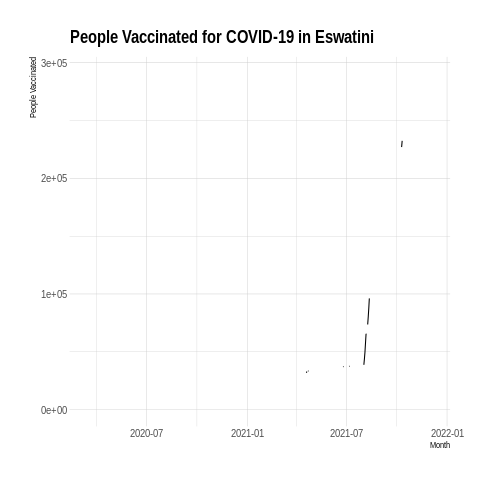 People Vaccinated for COVID-19 in Eswatini
People Vaccinated
3e+05
2e+05
1e+05
0e+00
2020-07
2021-01
2021-07
2022-01
Month